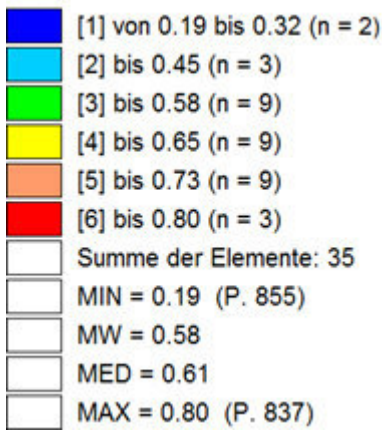 [1] von 0.19 bis 0.32 (n = 2)
[2] bis 0.45 (n = 3)
[3] bis 0.58 (n = 9)
[4] bis 0.65 (n = 9)
[5] bis 0.73 (n = 9)
[6] bis 0.80 (n = 3)
Summe der Elemente: 35
MIN = 0.19 (P. 855)
MW = 0.58
MED = 0.61
MAX = 0.80 (P. 837)